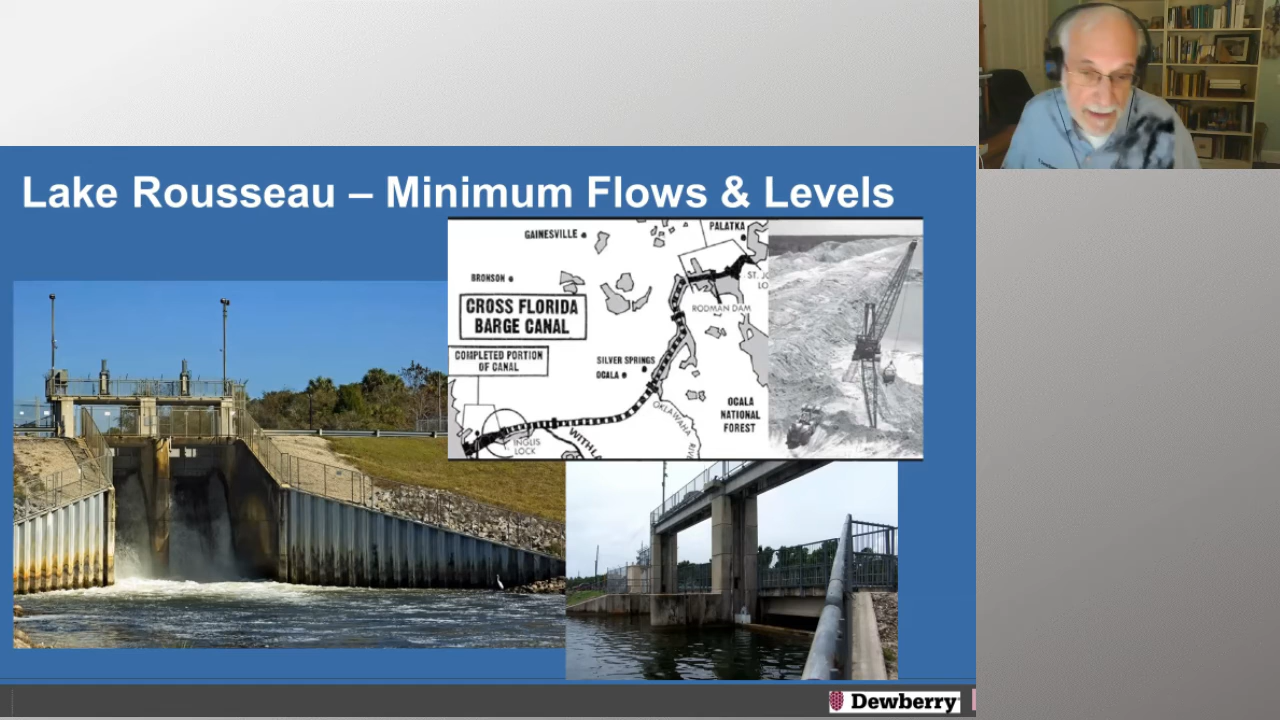 Lake Rousseau – Minimum Flows & Levels
GAINESVILLE
PALATKA
BRONSON
CROSS FLORIDA
BARGE CANAL
RODMAN DAM
COMPLETED PORTION
OF CANAL
SILVER SPRINGS
OCALA
OCALA
NATIONAL
FOREST
OKLAWAHA
INGLIS
LOCK
Dewberry